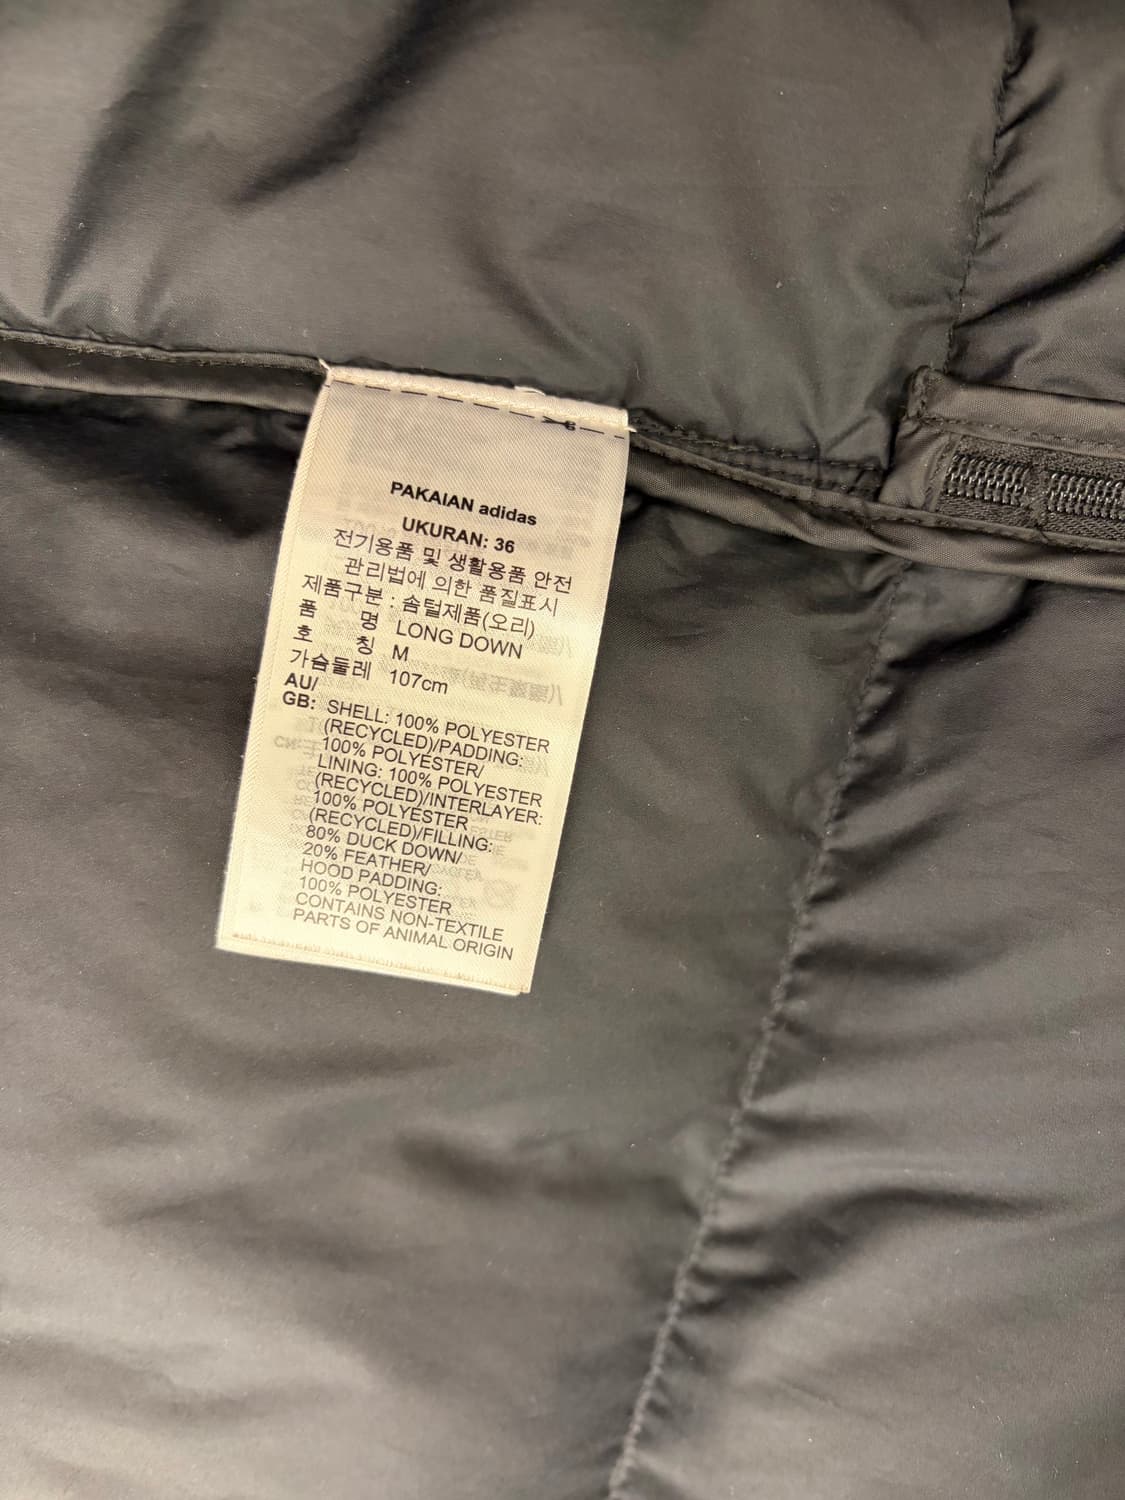 PAKAIAN adidas
UKURAN: 36
전기용품 및 생활용품 안전
관리법에 의한 품질표시
제품구분 : 솜털제품(오리)
품 명 LONG DOWN
호 칭 M
가슴둘레 107cm
AU/
GB: SHELL: 100% POLYESTER
(RECYCLED)/PADDING:
100% POLYESTER/
LINING: 100% POLYESTER
(RECYCLED)/INTERLAYER:
100% POLYESTER
(RECYCLED)/FILLING:
80% DUCK DOWN/
20% FEATHER/
HOOD PADDING:
100% POLYESTER
CONTAINS NON-TEXTILE
PARTS OF ANIMAL ORIGIN